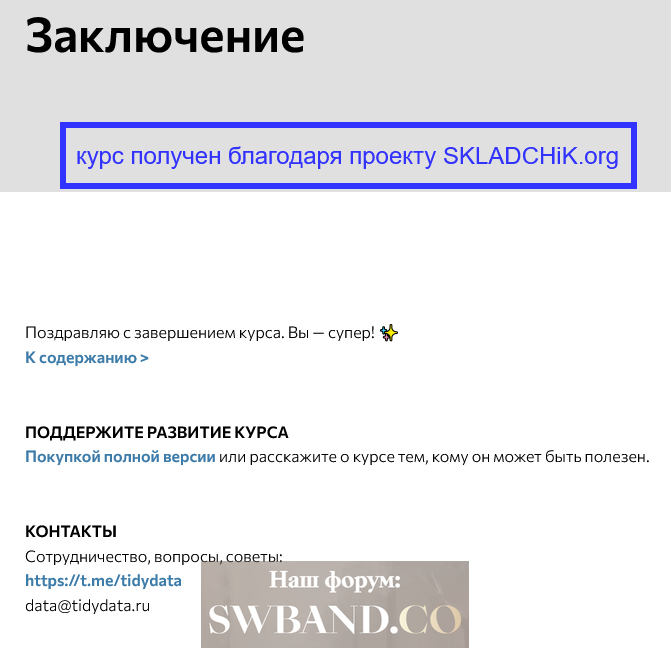 Заключение
курс получен благодаря проекту SKLADCHiK.org
Поздравляю с завершением курса. Вы — супер! ✨
К содержанию >
ПОДДЕРЖИТЕ РАЗВИТИЕ КУРСА
Покупкой полной версии или расскажите о курсе тем, кому он может быть полезен.
КОНТАКТЫ
Сотрудничество, вопросы, советы:
https://t.me/tidydata
data@tidydata.ru
Наш форум:
SWBAND.CO